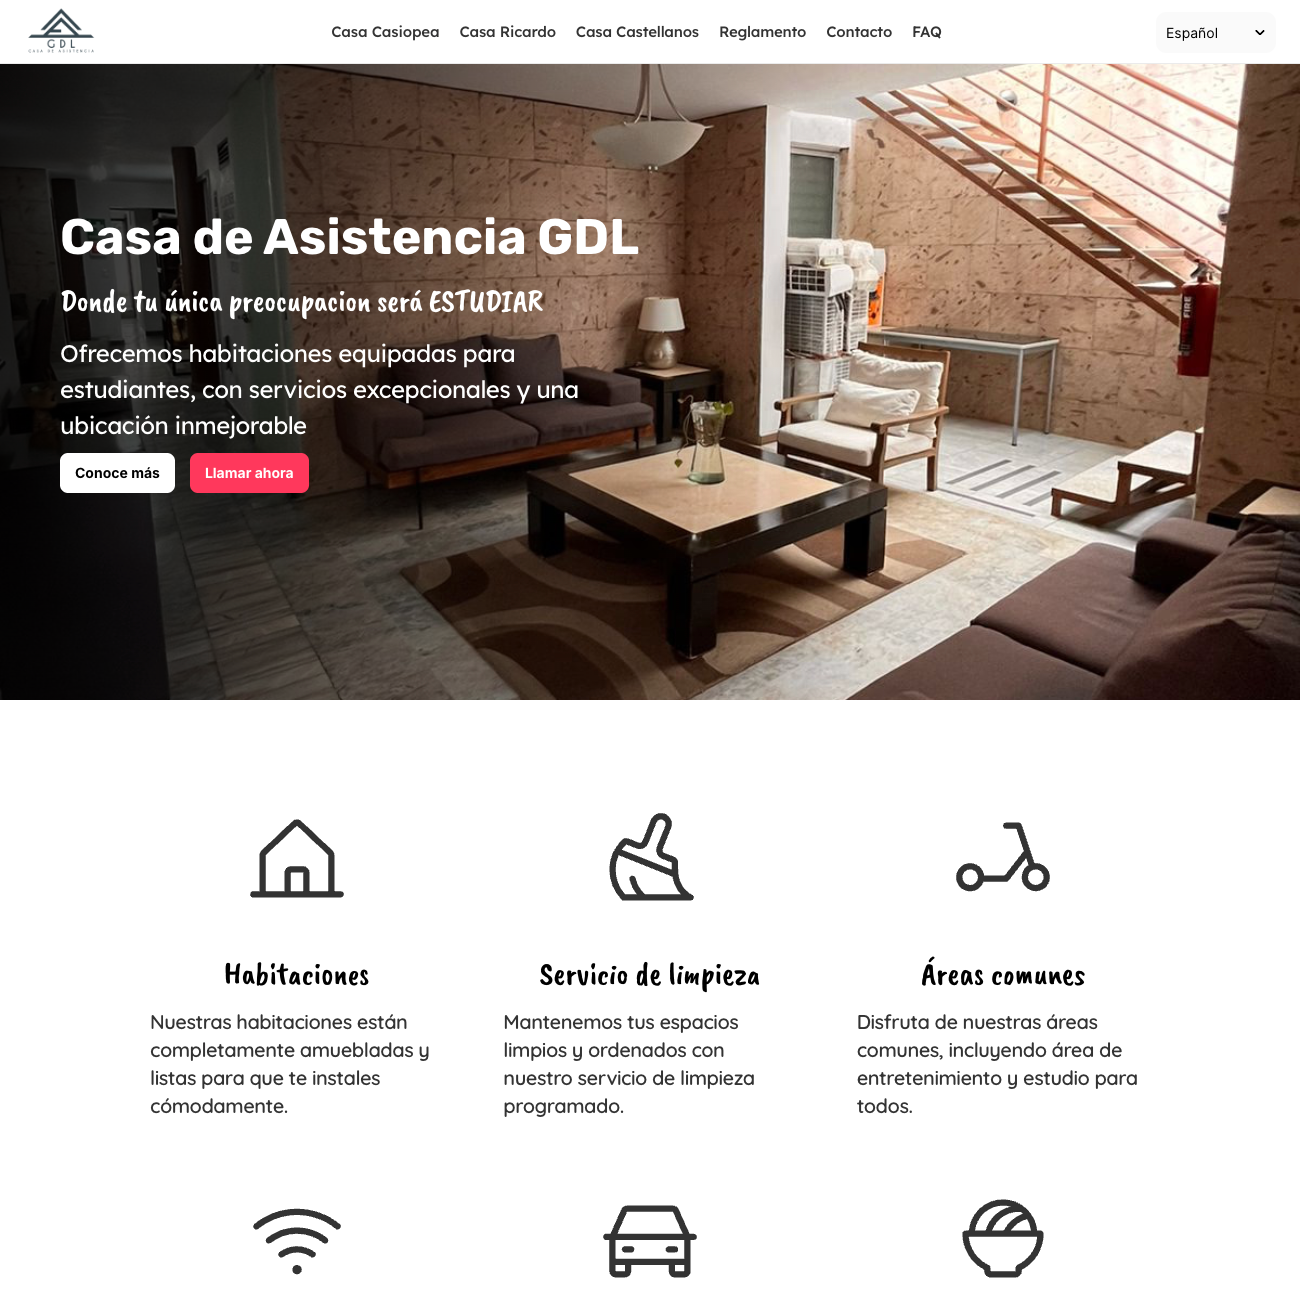 GDL
CASA DE ASISTENCIA
Casa Casiopea
Casa Ricardo
Casa Castellanos
Reglamento
Contacto
FAQ
Español
Casa de Asistencia GDL
Donde tu única preocupacion será ESTUDIAR
Ofrecemos habitaciones equipadas para
estudiantes, con servicios excepcionales y una
ubicación inmejorable
Conoce más
Llamar ahora
FIRE
Habitaciones
Nuestras habitaciones están
completamente amuebladas y
listas para que te instales
cómodamente.
Servicio de limpieza
Mantenemos tus espacios
limpios y ordenados con
nuestro servicio de limpieza
programado.
Áreas comunes
Disfruta de nuestras áreas
comunes, incluyendo área de
entretenimiento y estudio para
todos.